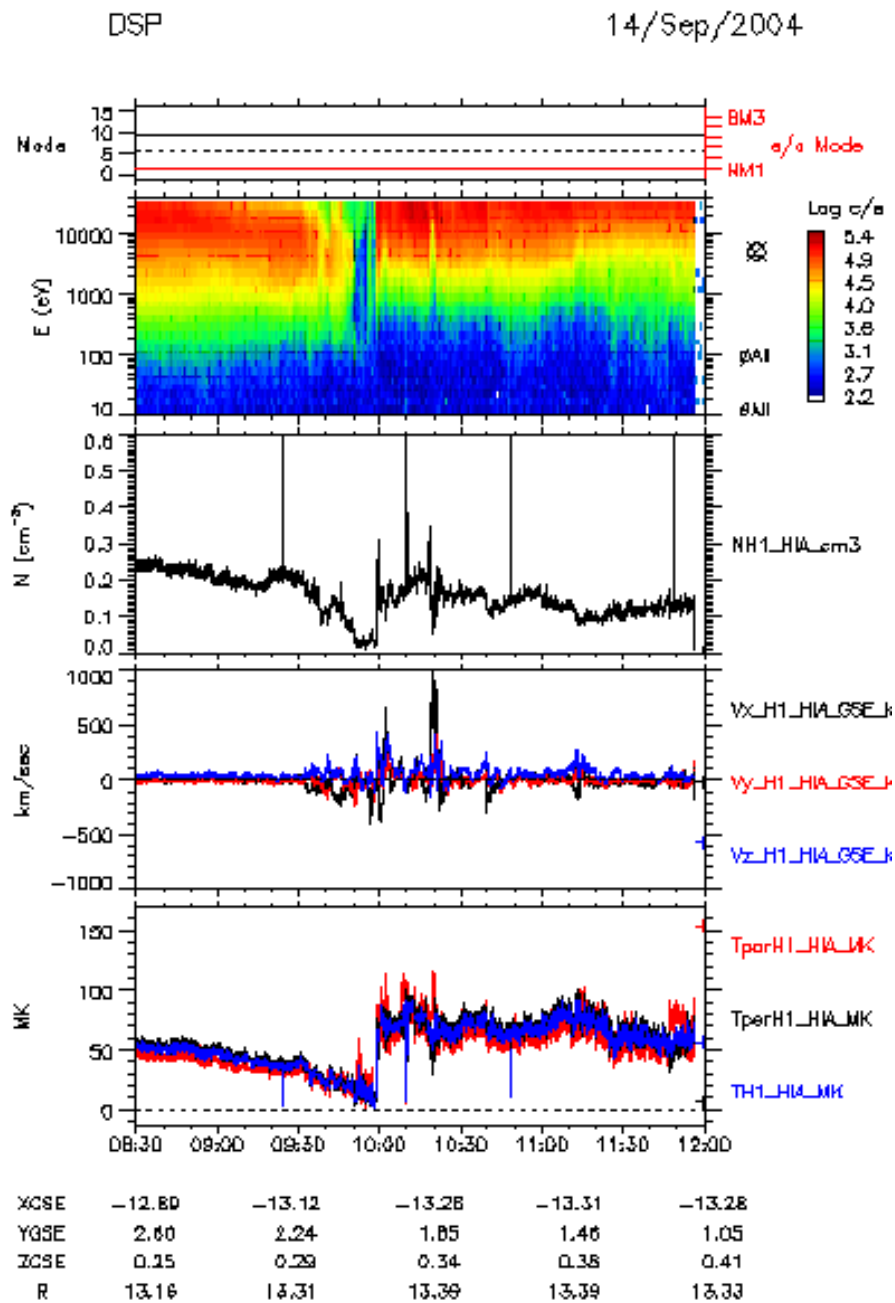 DSP 14/Sep/2004
Mode
15
10
5
0
BM3
NM1
e/a Mode
E (eV)
10000
1000
100
10
Log c/s
5.4
4.9
4.5
4.0
3.6
3.1
2.7
2.2
N [cm⁻³]
0.6
0.5
0.4
0.3
0.2
0.1
0.0
NH1_HIA_cm3
km/sec
1000
500
0
-500
-1000
Vx_H1_HIA_GSE_k
Vy_H1_HIA_GSE_k
Vz_H1_HIA_GSE_k
MK
150
100
50
0
TparH1_HIA_MK
TperH1_HIA_MK
TH1_HIA_MK
08:30 09:00 09:30 10:00 10:30 11:00 11:30 12:00
XGSE -12.89 -13.12 -13.26 -13.31 -13.28
YGSE 2.60 2.24 1.85 1.46 1.05
ZGSE 0.25 0.29 0.34 0.38 0.41
R 13.16 13.31 13.39 13.39 13.33